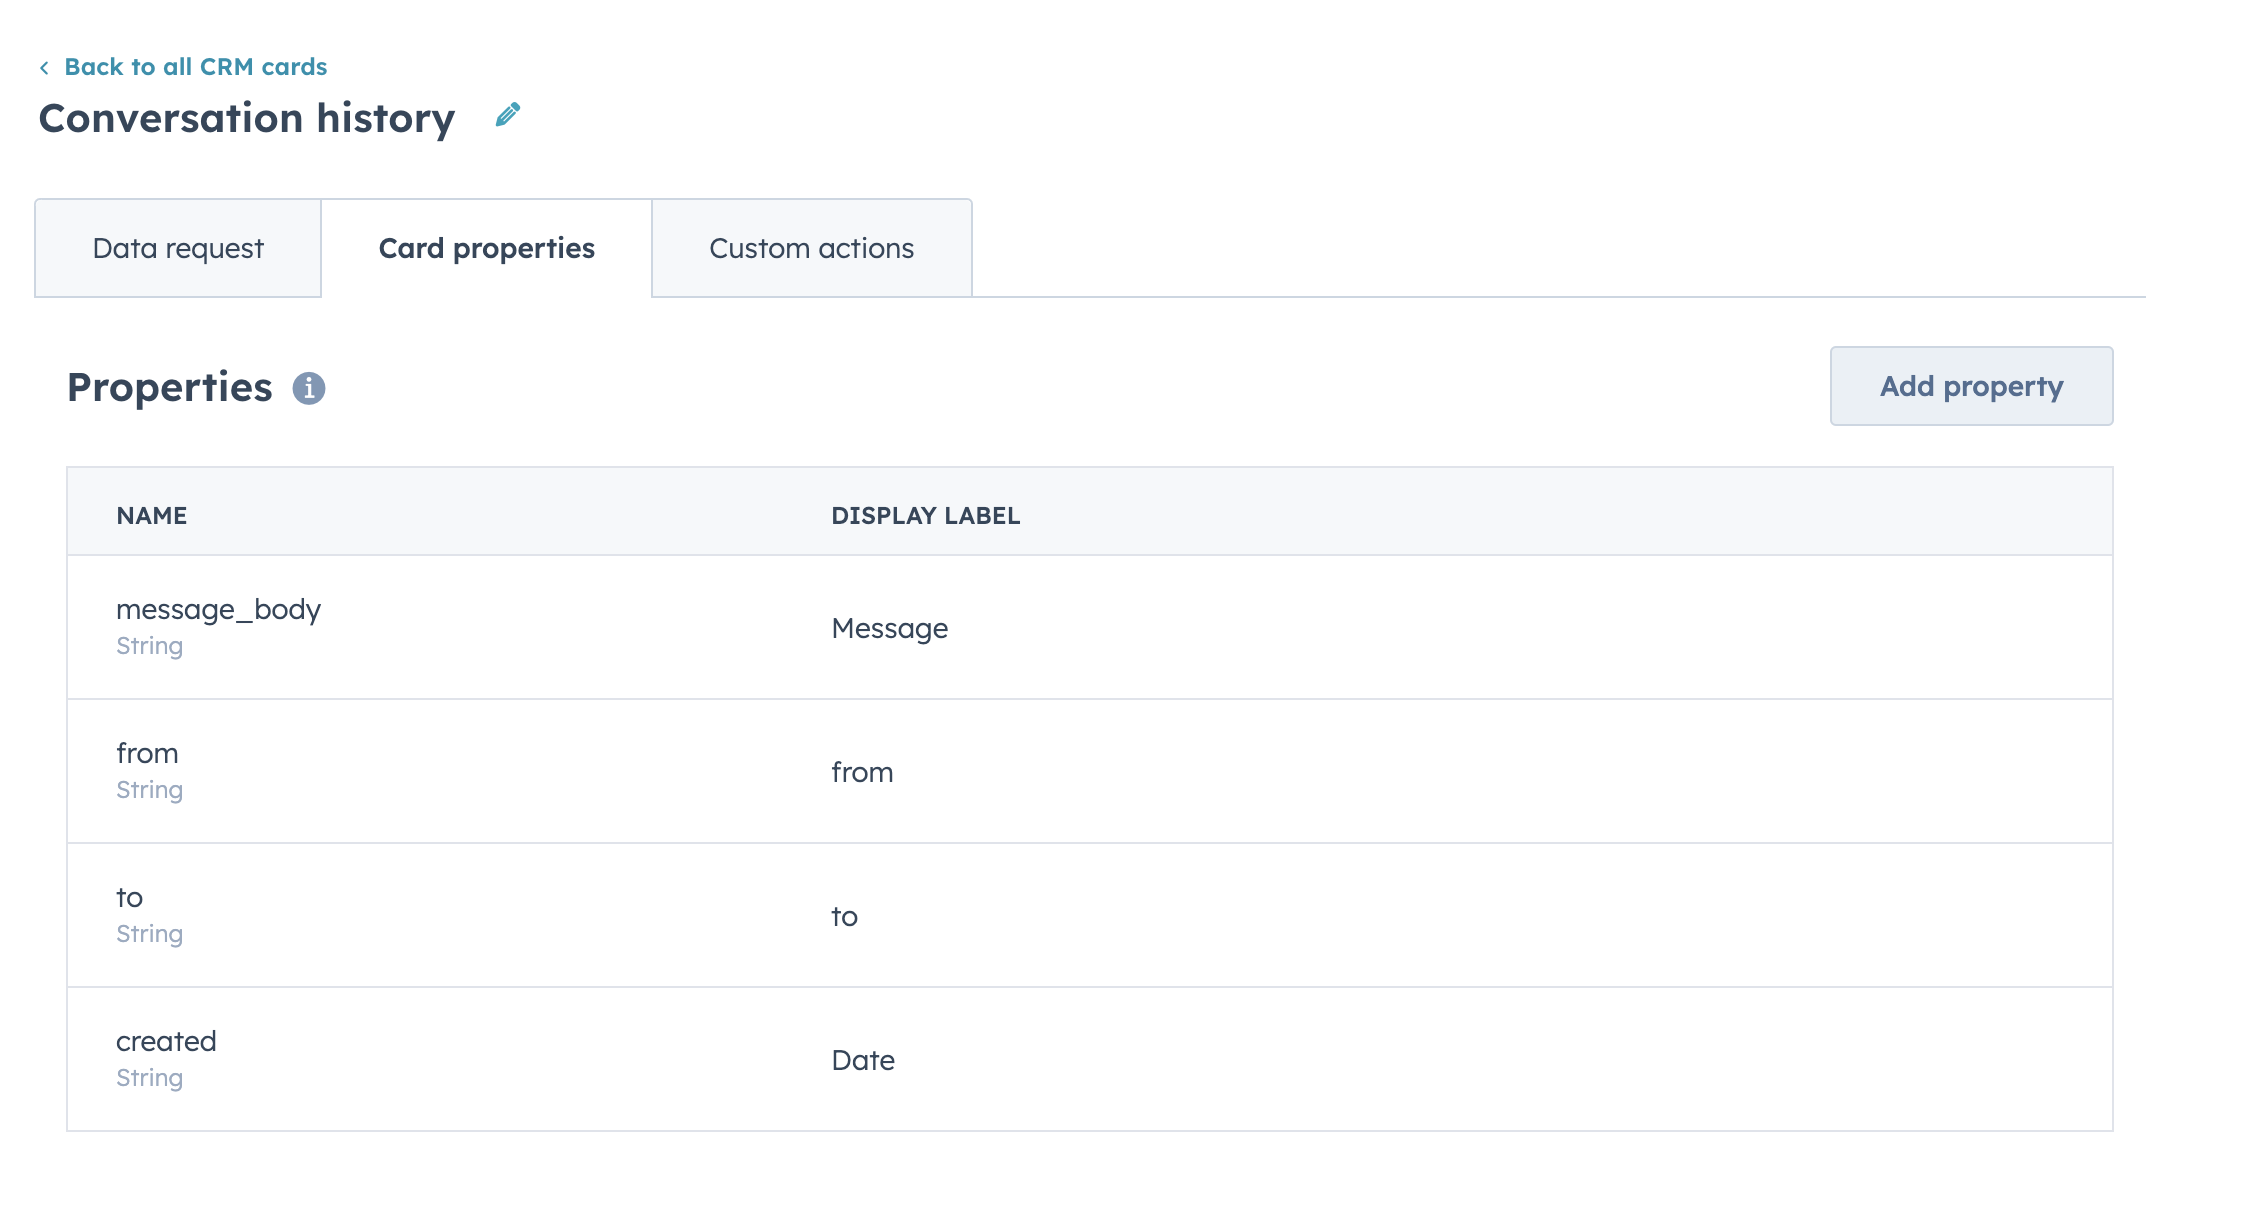 Back to all CRM cards
Conversation history
Data request
Card properties
Custom actions
Properties
Add property
NAME
DISPLAY LABEL
message_body
String
Message
from
String
from
to
String
to
created
String
Date